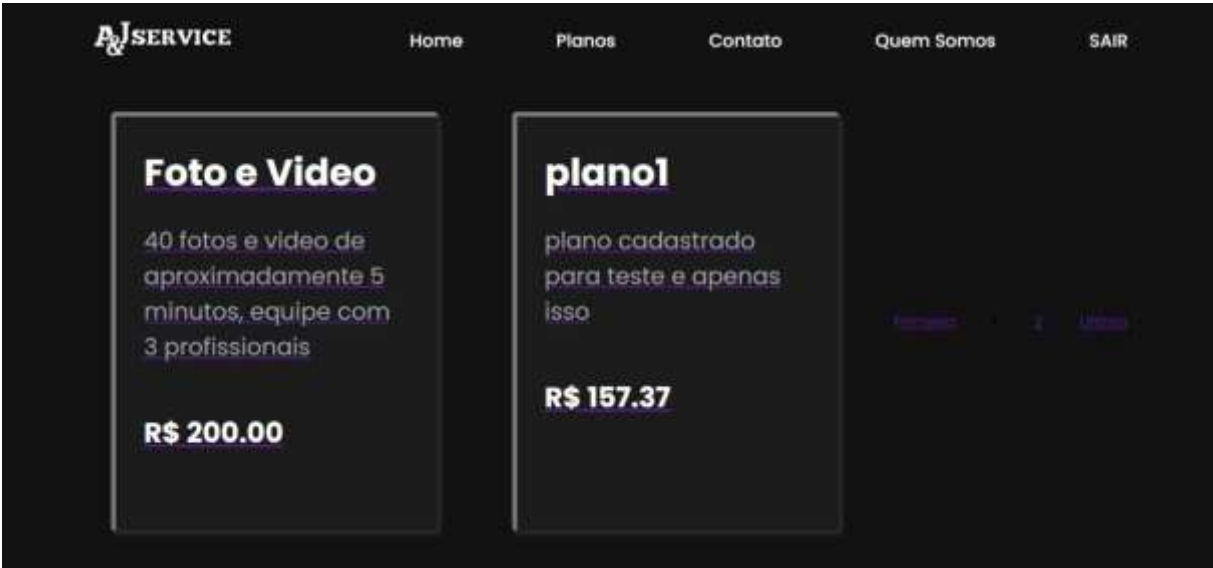 A&J SERVICE
Home Planos Contato Quem Somos SAIR
Foto e Video
40 fotos e video de
aproximadamente 5
minutos, equipe com
3 profissionais
R$ 200.00
plano1
plano cadastrado
para teste e apenas
isso
R$ 157.37
2